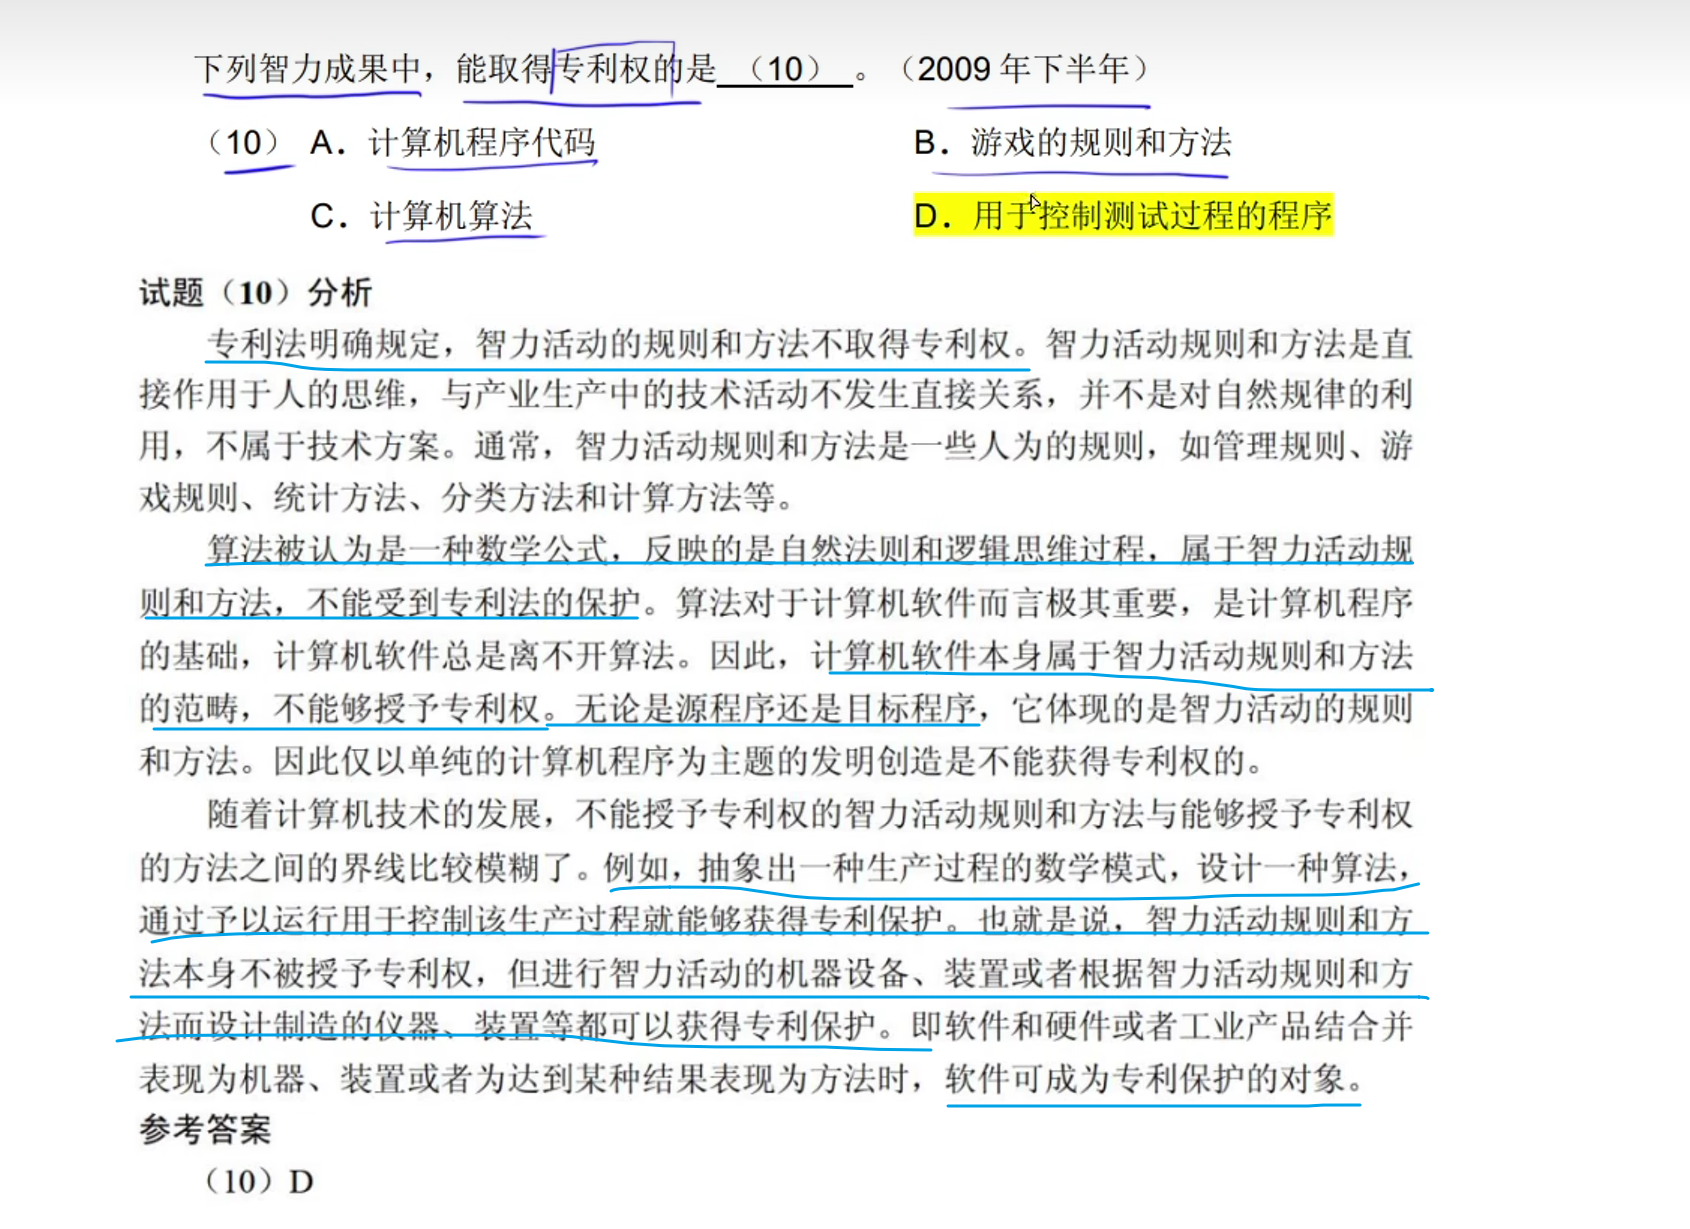 下列智力成果中，能取得专利权的是 （10） 。（2009 年下半年）
（10） A．计算机程序代码 B．游戏的规则和方法
C．计算机算法 D．用于控制测试过程的程序
试题（10）分析
专利法明确规定，智力活动的规则和方法不取得专利权。智力活动规则和方法是直
接作用于人的思维，与产业生产中的技术活动不发生直接关系，并不是对自然规律的利
用，不属于技术方案。通常，智力活动规则和方法是一些人为的规则，如管理规则、游
戏规则、统计方法、分类方法和计算方法等。
算法被认为是一种数学公式，反映的是自然法则和逻辑思维过程，属于智力活动规
则和方法，不能受到专利法的保护。算法对于计算机软件而言极其重要，是计算机程序
的基础，计算机软件总是离不开算法。因此，计算机软件本身属于智力活动规则和方法
的范畴，不能够授予专利权。无论是源程序还是目标程序，它体现的是智力活动的规则
和方法。因此仅以单纯的计算机程序为主题的发明创造是不能获得专利权的。
随着计算机技术的发展，不能授予专利权的智力活动规则和方法与能够授予专利权
的方法之间的界线比较模糊了。例如，抽象出一种生产过程的数学模式，设计一种算法，
通过予以运行用于控制该生产过程就能够获得专利保护。也就是说，智力活动规则和方
法本身不被授予专利权，但进行智力活动的机器设备、装置或者根据智力活动规则和方
法而设计制造的仪器、装置等都可以获得专利保护。即软件和硬件或者工业产品结合并
表现为机器、装置或者为达到某种结果表现为方法时，软件可成为专利保护的对象。
参考答案
（10）D